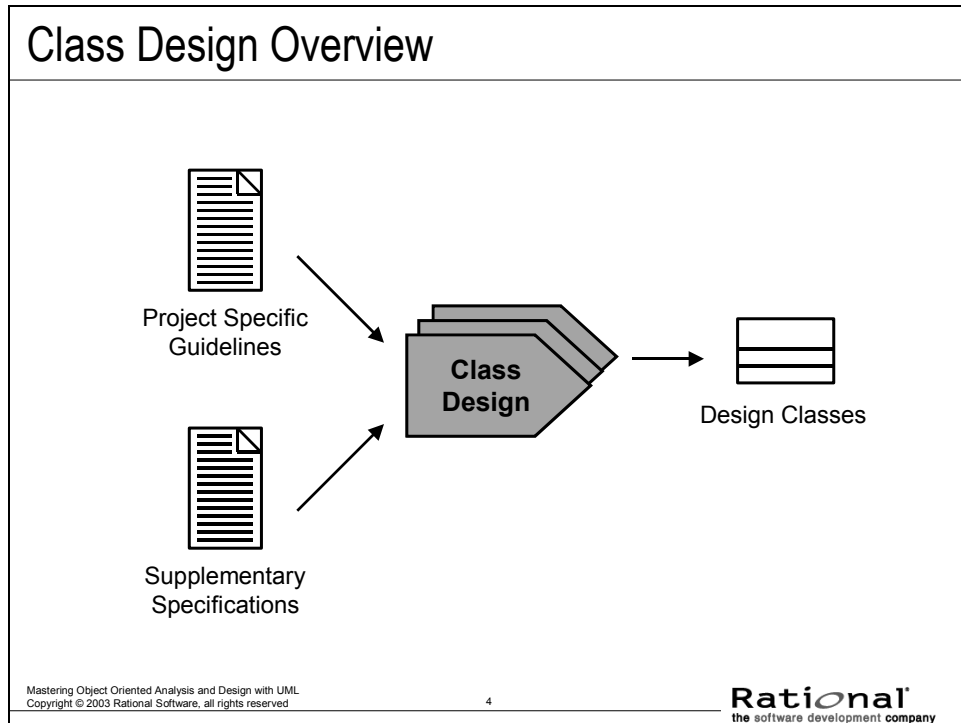 Class Design Overview
Project Specific
Guidelines
Class
Design
Design Classes
Supplementary
Specifications
Mastering Object Oriented Analysis and Design with UML
Copyright © 2003 Rational Software, all rights reserved
4
Rational
the software development company